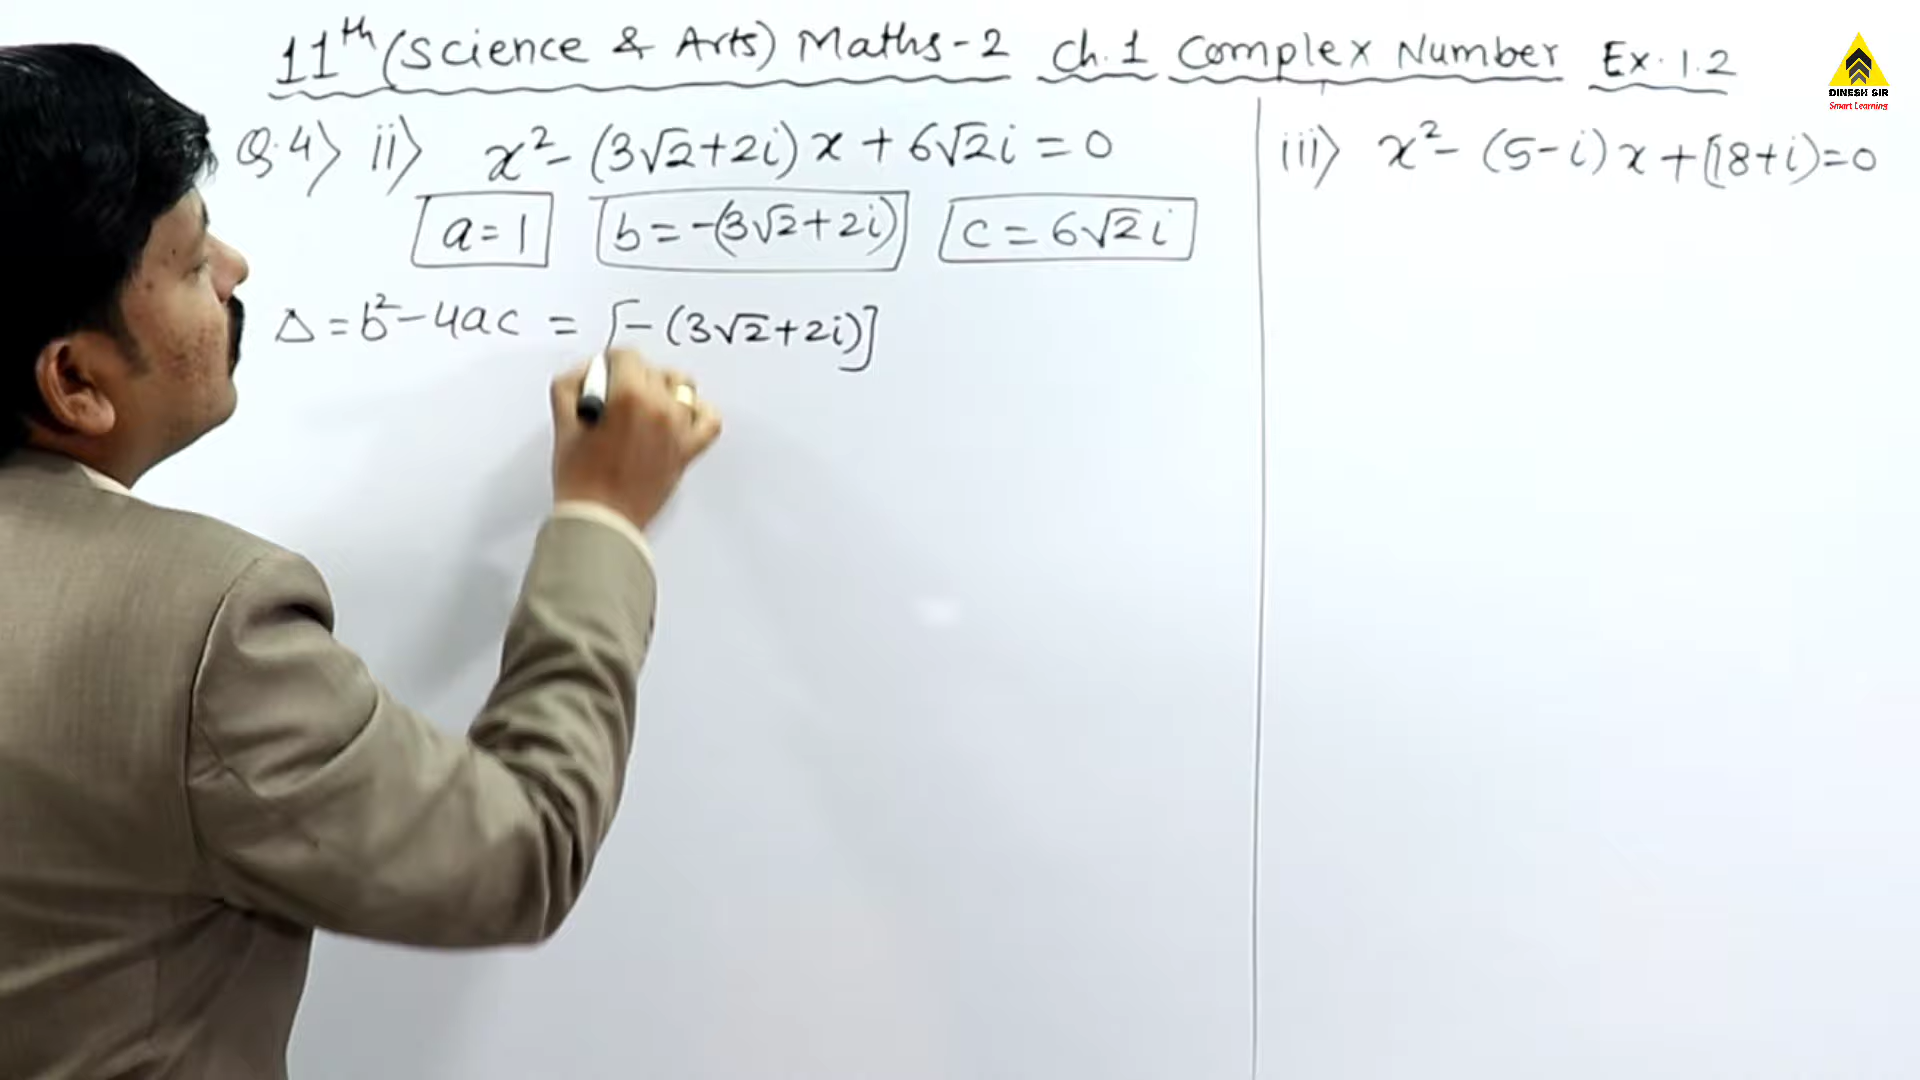 11th (Science & Arts) Maths-2 Ch.1 Complex Number Ex.1.2
Q.4) ii) x² - (3√2+2i)x + 6√2i = 0
a=1 b=-(3√2+2i) c=6√2i
Δ = b²-4ac = [-(3√2+2i)]
iii) x² - (5-i)x + (18+i)=0
DINESH SIR
Smart Learning